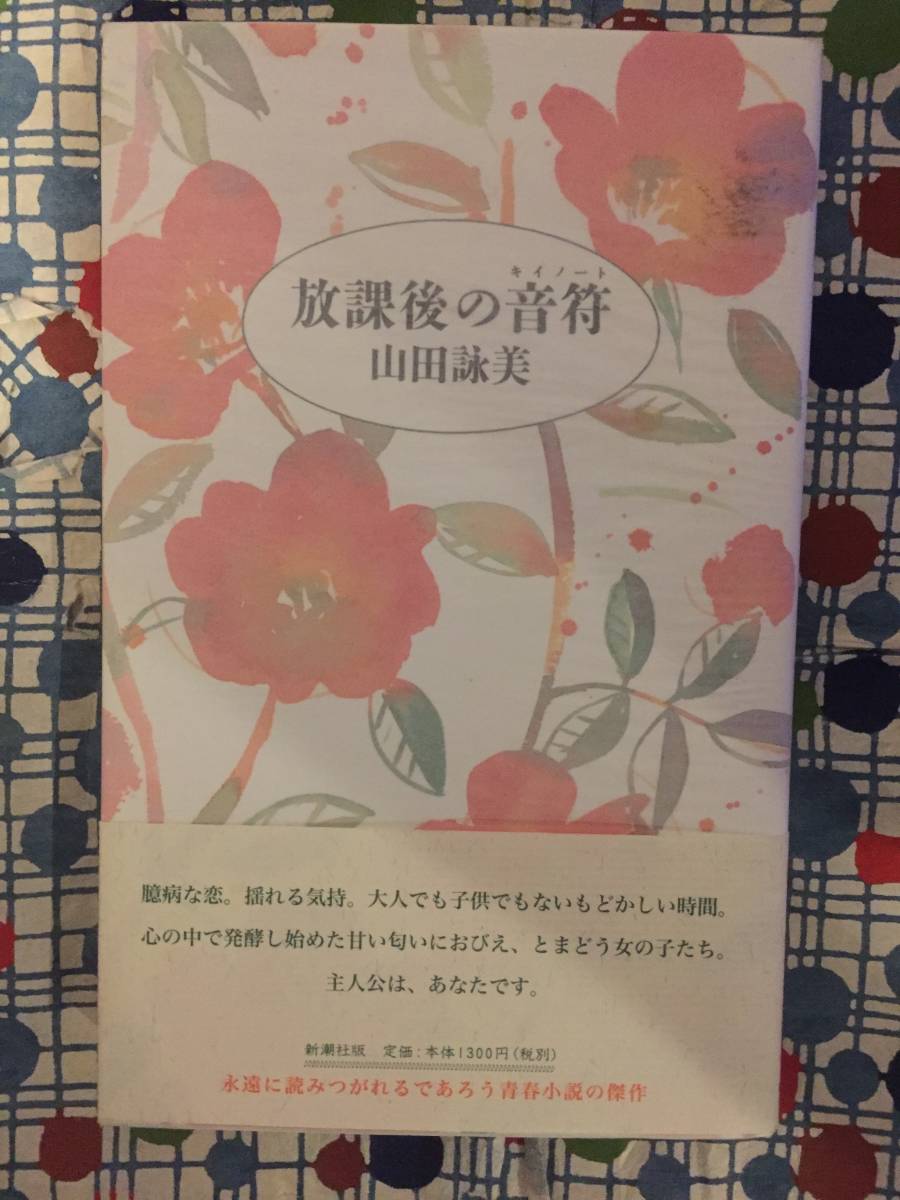 キイノート
放課後の音符
山田詠美
臆病な恋。揺れる気持。大人でも子供でもないもどかしい時間。
心の中で発酵し始めた甘い匂いにおびえ、とまどう女の子たち。
主人公は、あなたです。
新潮社版 定価:本体1300円(税別)
永遠に読みつがれるであろう青春小説の傑作